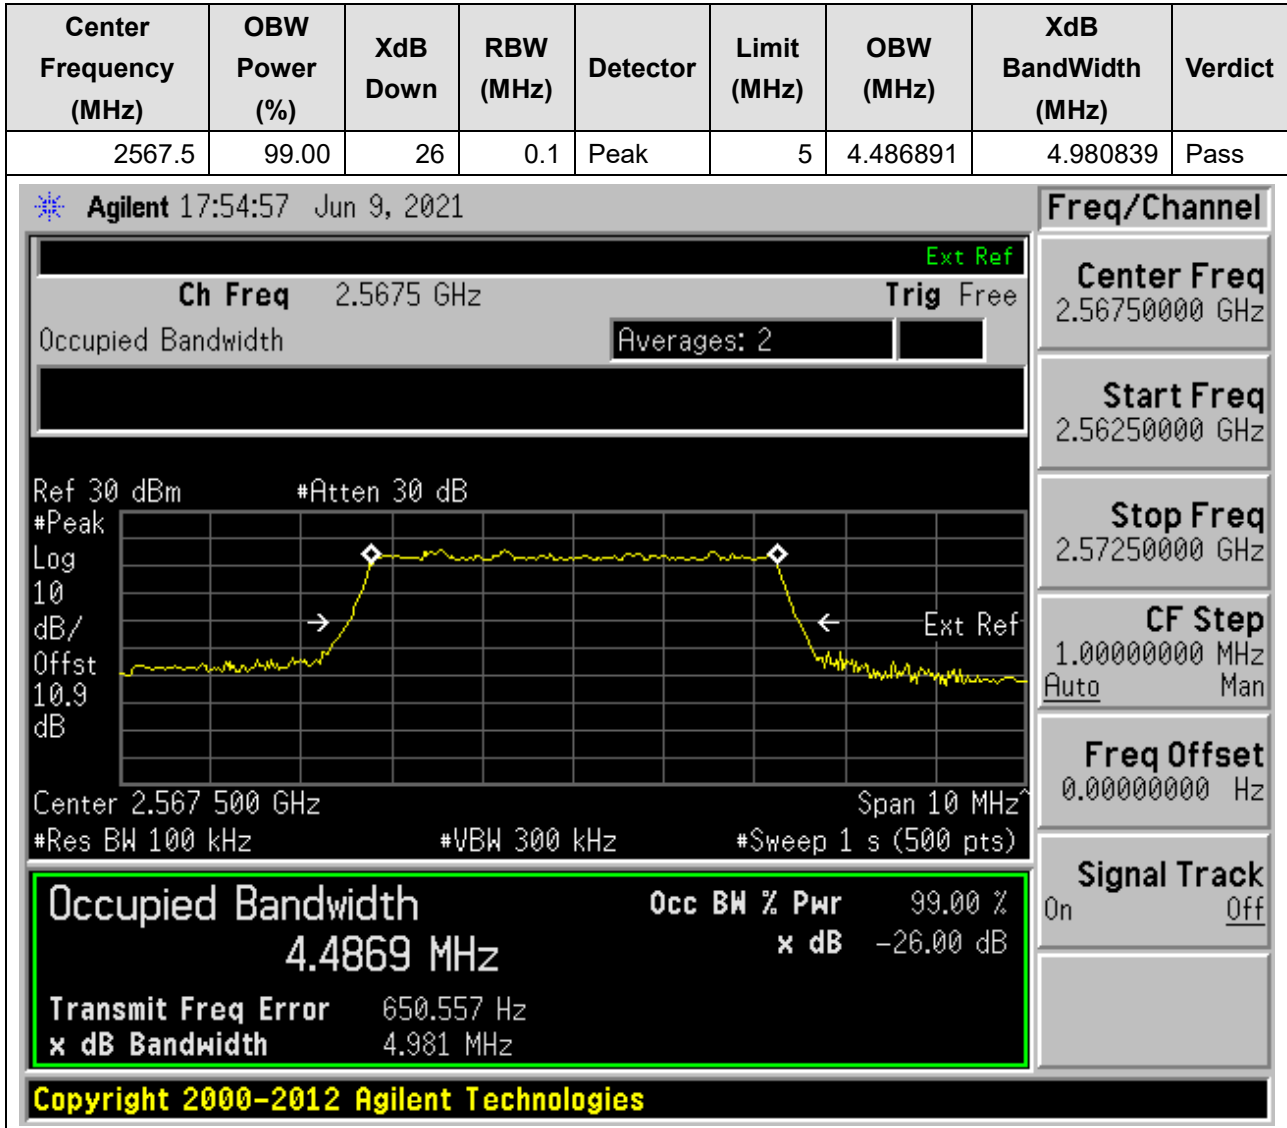 Center Frequency (MHz) OBW Power (%) XdB Down RBW (MHz) Detector Limit (MHz) OBW (MHz) XdB BandWidth (MHz) Verdict
2567.5 99.00 26 0.1 Peak 5 4.486891 4.980839 Pass
Agilent 17:54:57 Jun 9, 2021
Freq/Channel
Ext Ref
Ch Freq 2.5675 GHz Trig Free
Occupied Bandwidth Averages: 2
Center Freq
2.56750000 GHz
Start Freq
2.56250000 GHz
Stop Freq
2.57250000 GHz
CF Step
1.00000000 MHz
Auto Man
Freq Offset
0.00000000 Hz
Signal Track
On Off
Ref 30 dBm #Atten 30 dB
#Peak
Log
10
dB/
Offst
10.9
dB
Ext Ref
Center 2.567 500 GHz Span 10 MHz^
#Res BW 100 kHz #VBW 300 kHz #Sweep 1 s (500 pts)
Occupied Bandwidth Occ BW % Pwr 99.00 %
4.4869 MHz x dB -26.00 dB
Transmit Freq Error 650.557 Hz
x dB Bandwidth 4.981 MHz
Copyright 2000-2012 Agilent Technologies